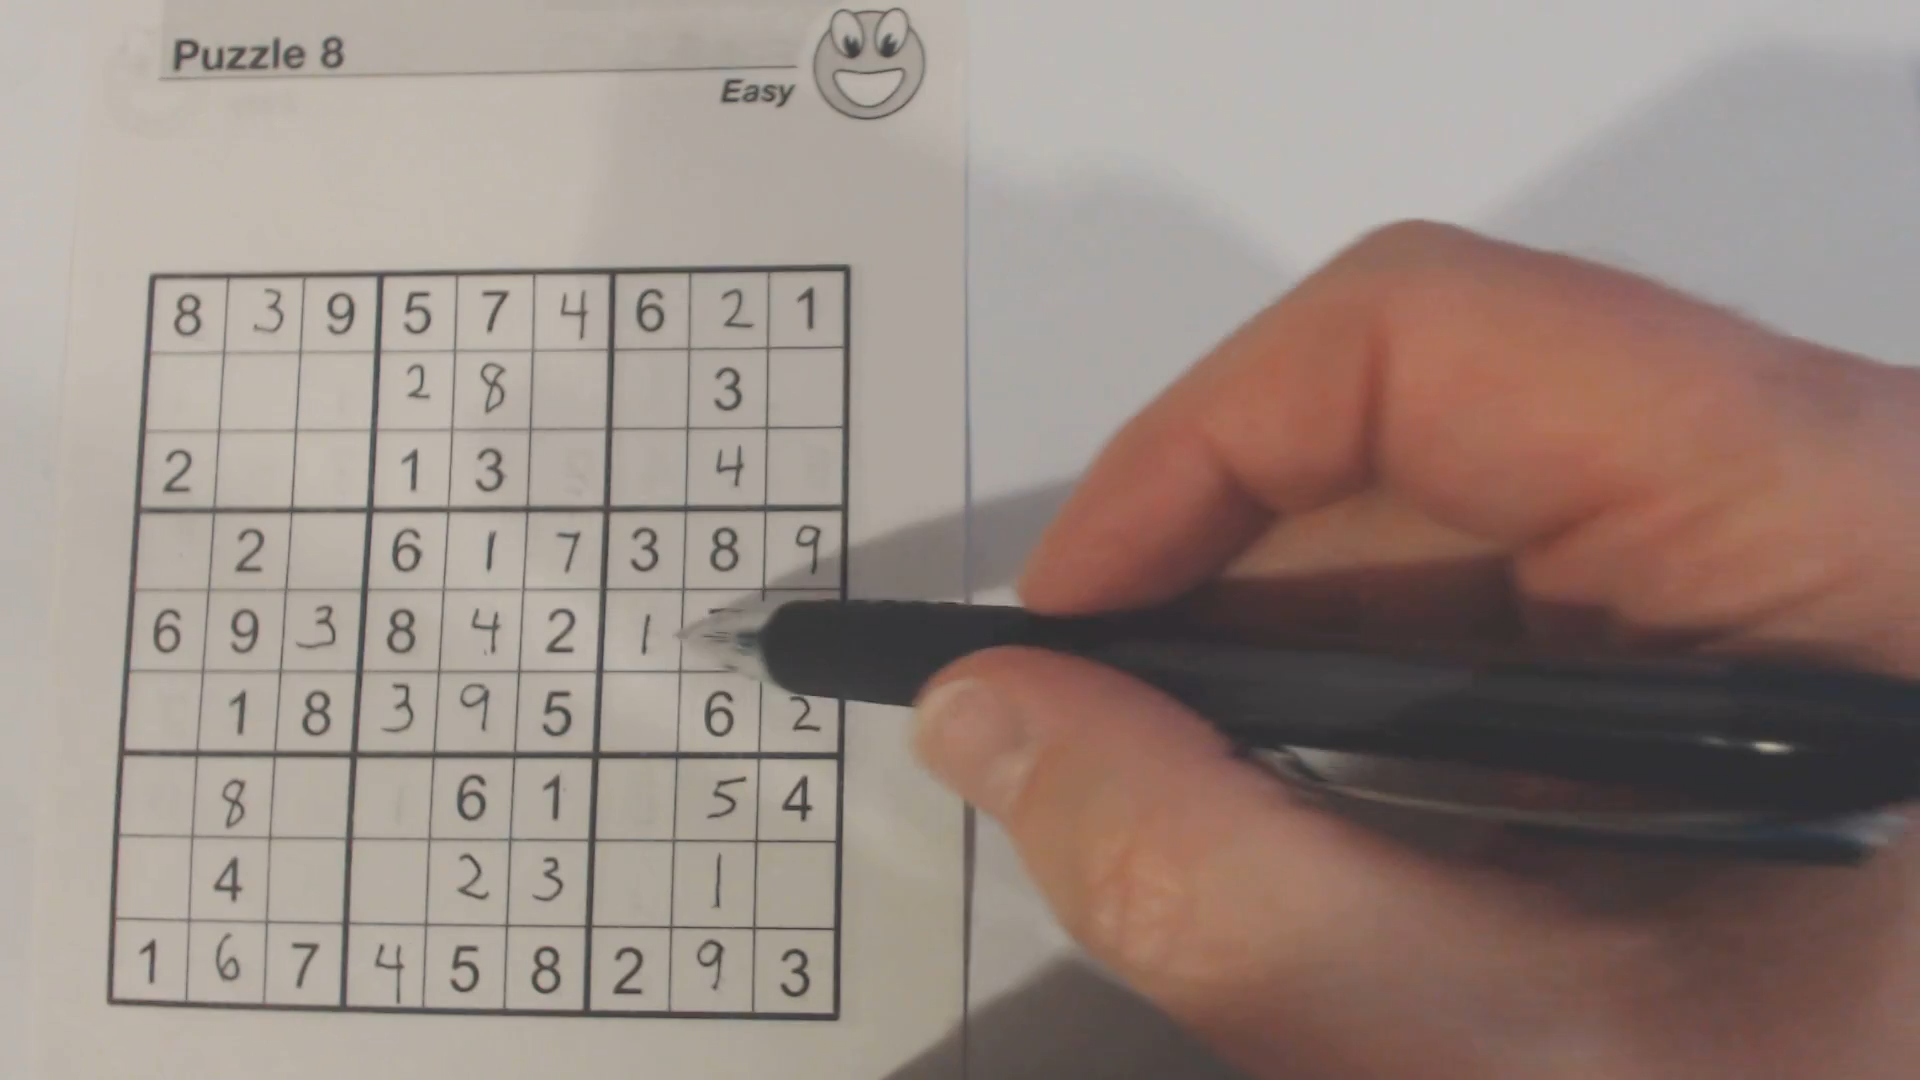 Puzzle 8
Easy
8 3 9 5 7 4 6 2 1
2 8 3
2 1 3 4
2 6 1 7 3 8 9
6 9 3 8 4 2 1
1 8 3 9 5 6 2
8 6 1 5 4
4 2 3 1
1 6 7 4 5 8 2 9 3